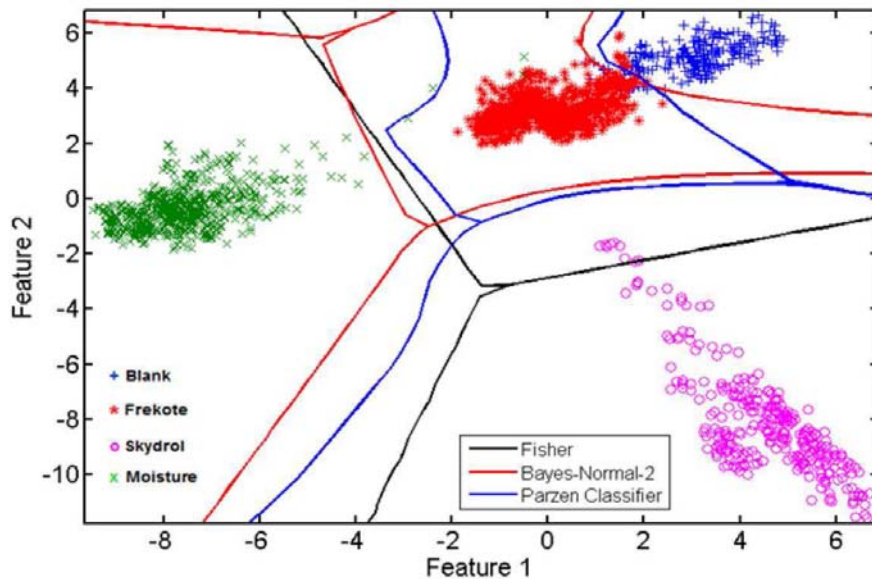 6
4
2
0
-2
-4
-6
-8
-10
Feature 2
+ Blank
* Frekote
o Skydrol
× Moisture
Fisher
Bayes-Normal-2
Parzen Classifier
-8 -6 -4 -2 0 2 4 6
Feature 1